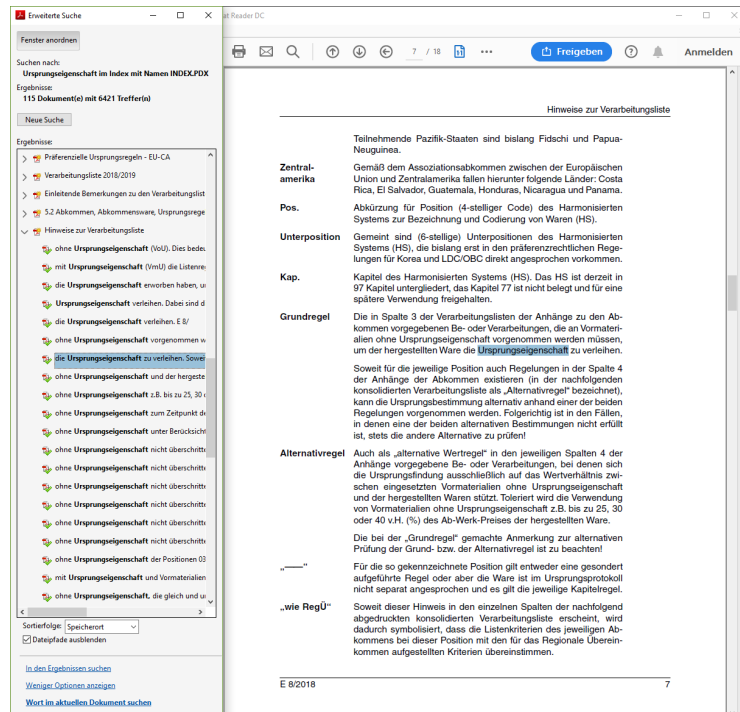 Erweiterte Suche
Fenster anordnen
Suchen nach:
Ursprungseigenschaft im Index mit Namen INDEX.PDX
Ergebnisse:
115 Dokument(e) mit 6421 Treffer(n)
Neue Suche
Ergebnisse:
Präferenzielle Ursprungsregeln - EU-CA
Verarbeitungsliste 2018/2019
Einleitende Bemerkungen zu den Verarbeitungslist
5.2 Abkommen, Abkommensware, Ursprungsrege
Hinweise zur Verarbeitungsliste
ohne Ursprungseigenschaft (VoU). Dies bedeu
mit Ursprungseigenschaft (VmU) die Listenre
die Ursprungseigenschaft erworben haben, u
Ursprungseigenschaft verleihen. Dabei sind d
die Ursprungseigenschaft verleihen. E 8/
ohne Ursprungseigenschaft vorgenommen w
die Ursprungseigenschaft zu verleihen. Sower
ohne Ursprungseigenschaft und der hergeste
ohne Ursprungseigenschaft z.B. bis zu 25, 30 o
ohne Ursprungseigenschaft zum Zeitpunkt de
ohne Ursprungseigenschaft unter Berücksicht
ohne Ursprungseigenschaft nicht überschritte
ohne Ursprungseigenschaft nicht überschritte
ohne Ursprungseigenschaft nicht überschritte
ohne Ursprungseigenschaft nicht überschritte
ohne Ursprungseigenschaft nicht überschritte
ohne Ursprungseigenschaft der Positionen 03
mit Ursprungseigenschaft und Vormaterialien
ohne Ursprungseigenschaft, die gleich und u
Sortierfolge: Speicherort
Dateipfade ausblenden
In den Ergebnissen suchen
Weniger Optionen anzeigen
Wort im aktuellen Dokument suchen
at Reader DC
7 / 18
Freigeben
Anmelden
Hinweise zur Verarbeitungsliste
Teilnehmende Pazifik-Staaten sind bislang Fidschi und Papua-
Neuguinea.
Zentral- Gemäß dem Assoziationsabkommen zwischen der Europäischen
amerika Union und Zentralamerika fallen hierunter folgende Länder: Costa
Rica, El Salvador, Guatemala, Honduras, Nicaragua und Panama.
Pos. Abkürzung für Position (4-stelliger Code) des Harmonisierten
Systems zur Bezeichnung und Codierung von Waren (HS).
Unterposition Gemeint sind (6-stellige) Unterpositionen des Harmonisierten
Systems (HS), die bislang erst in den präferenzrechtlichen Rege-
lungen für Korea und LDC/OBC direkt angesprochen vorkommen.
Kap. Kapitel des Harmonisierten Systems (HS). Das HS ist derzeit in
97 Kapitel untergliedert, das Kapitel 77 ist nicht belegt und für eine
spätere Verwendung freigehalten.
Grundregel Die in Spalte 3 der Verarbeitungslisten der Anhänge zu den Ab-
kommen vorgegebenen Be- oder Verarbeitungen, die an Vormateri-
alien ohne Ursprungseigenschaft vorgenommen werden müssen,
um der hergestellten Ware die Ursprungseigenschaft zu verleihen.
Soweit für die jeweilige Position auch Regelungen in der Spalte 4
der Anhänge der Abkommen existieren (in der nachfolgenden
konsolidierten Verarbeitungsliste als „Alternativregel“ bezeichnet),
kann die Ursprungsbestimmung alternativ anhand einer der beiden
Regelungen vorgenommen werden. Folgerichtig ist in den Fällen,
in denen eine der beiden alternativen Bestimmungen nicht erfüllt
ist, stets die andere Alternative zu prüfen!
Alternativregel Auch als „alternative Wertregel“ in den jeweiligen Spalten 4 der
Anhänge vorgegebene Be- oder Verarbeitungen, bei denen sich
die Ursprungsfindung ausschließlich auf das Wertverhältnis zwi-
schen eingesetzten Vormaterialien ohne Ursprungseigenschaft
und der hergestellten Waren stützt. Toleriert wird die Verwendung
von Vormaterialien ohne Ursprungseigenschaft z.B. bis zu 25, 30
oder 40 v.H. (%) des Ab-Werk-Preises der hergestellten Ware.
Die bei der „Grundregel“ gemachte Anmerkung zur alternativen
Prüfung der Grund- bzw. der Alternativregel ist zu beachten!
„——“ Für die so gekennzeichnete Position gilt entweder eine gesondert
aufgeführte Regel oder aber die Ware ist im Ursprungsprotokoll
nicht separat angesprochen und es gilt die jeweilige Kapitelregel.
„wie RegÜ“ Soweit dieser Hinweis in den einzelnen Spalten der nachfolgend
abgedruckten konsolidierten Verarbeitungsliste erscheint, wird
dadurch symbolisiert, dass die Listenkriterien des jeweiligen Ab-
kommens bei dieser Position mit den für das Regionale Überein-
kommen aufgestellten Kriterien übereinstimmen.
E 8/2018 7